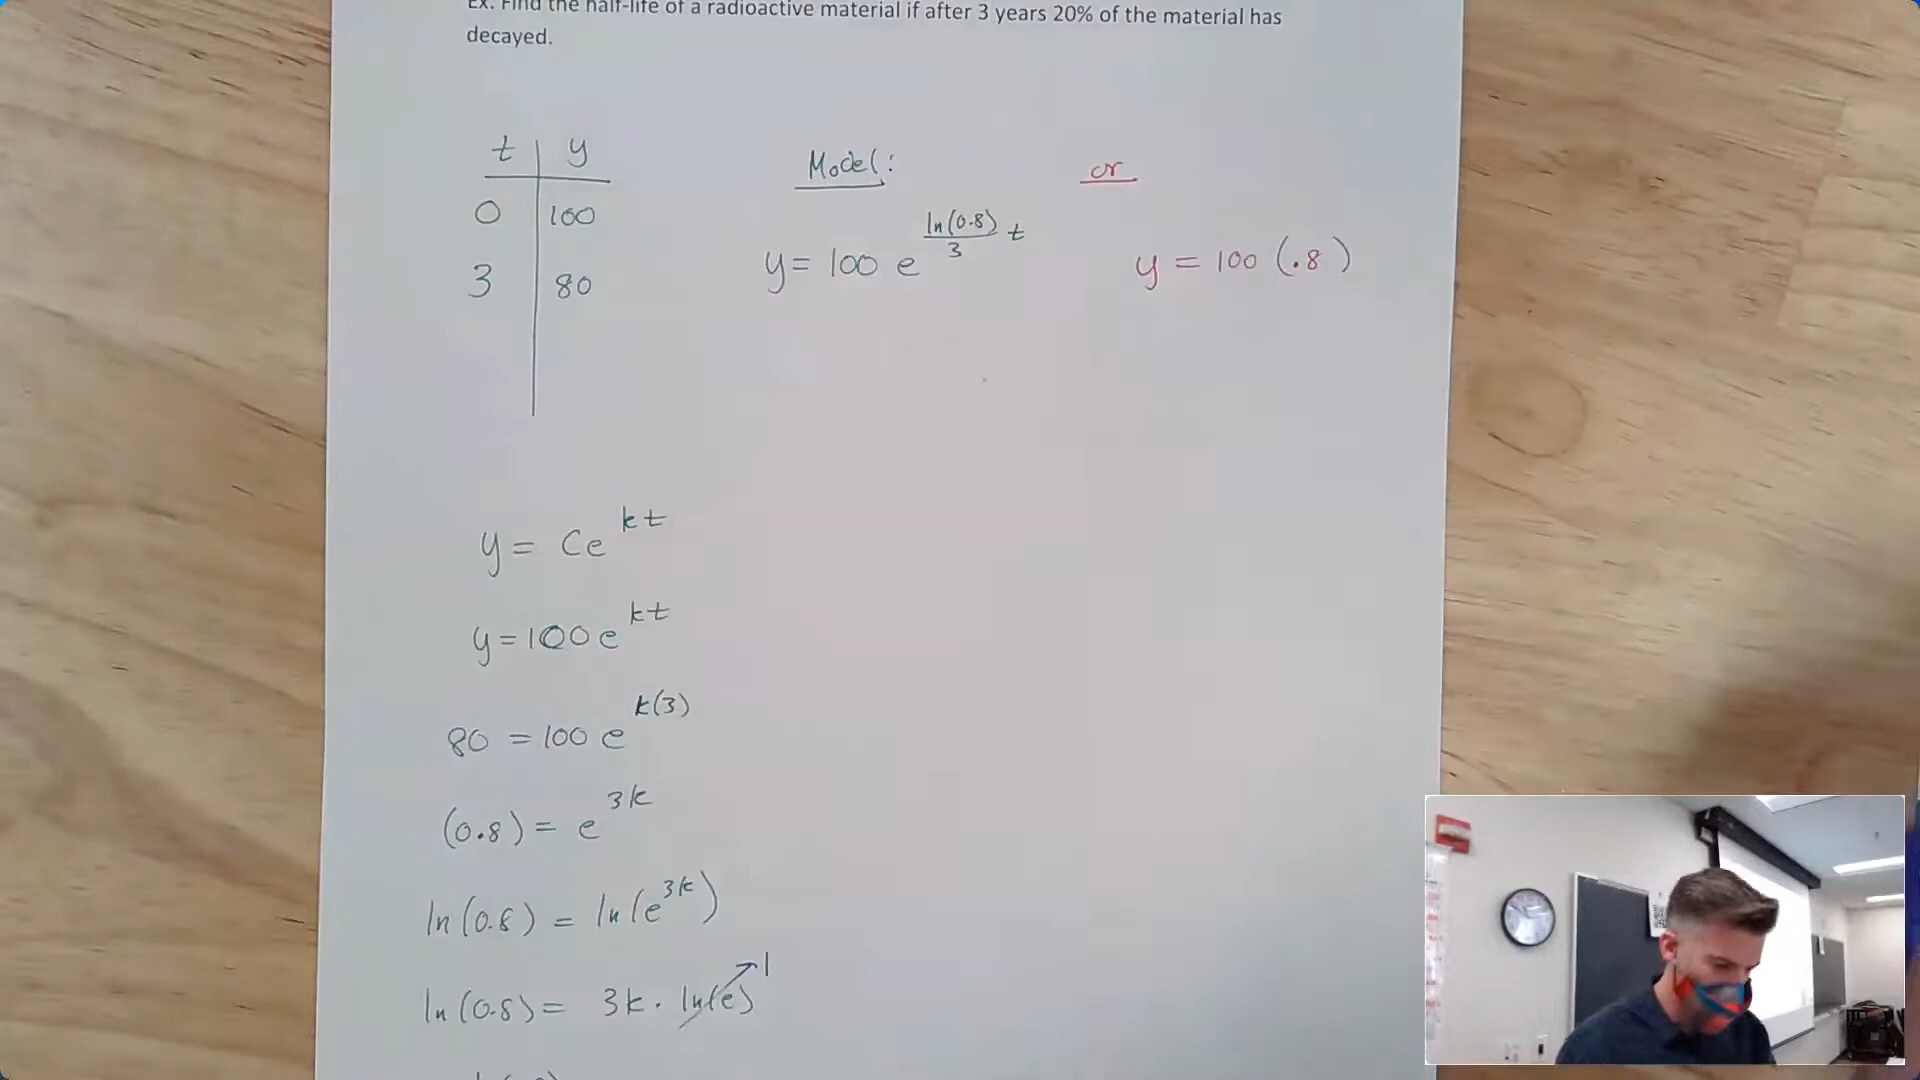 Ex. Find the half-life of a radioactive material if after 3 years 20% of the material has
decayed.
t y
0 100
3 80
Model:
y = 100 e^{\frac{ln(0.8)}{3} t}
or
y = 100 (.8)
y = Ce^{kt}
y = 100 e^{kt}
80 = 100 e^{k(3)}
(0.8) = e^{3k}
ln(0.8) = ln(e^{3k})
ln(0.8) = 3k · ln(e) 1